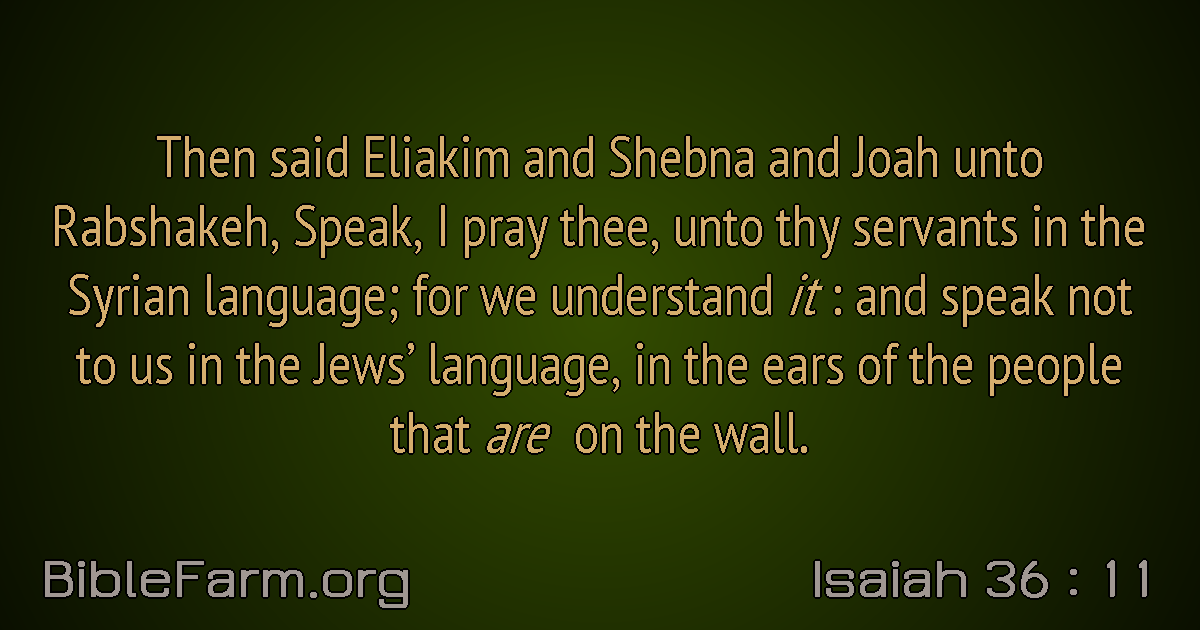 Then said Eliakim and Shebna and Joah unto
Rabshakeh, Speak, I pray thee, unto thy servants in the
Syrian language; for we understand it : and speak not
to us in the Jews’ language, in the ears of the people
that are on the wall.
BibleFarm.org
Isaiah 36 : 11